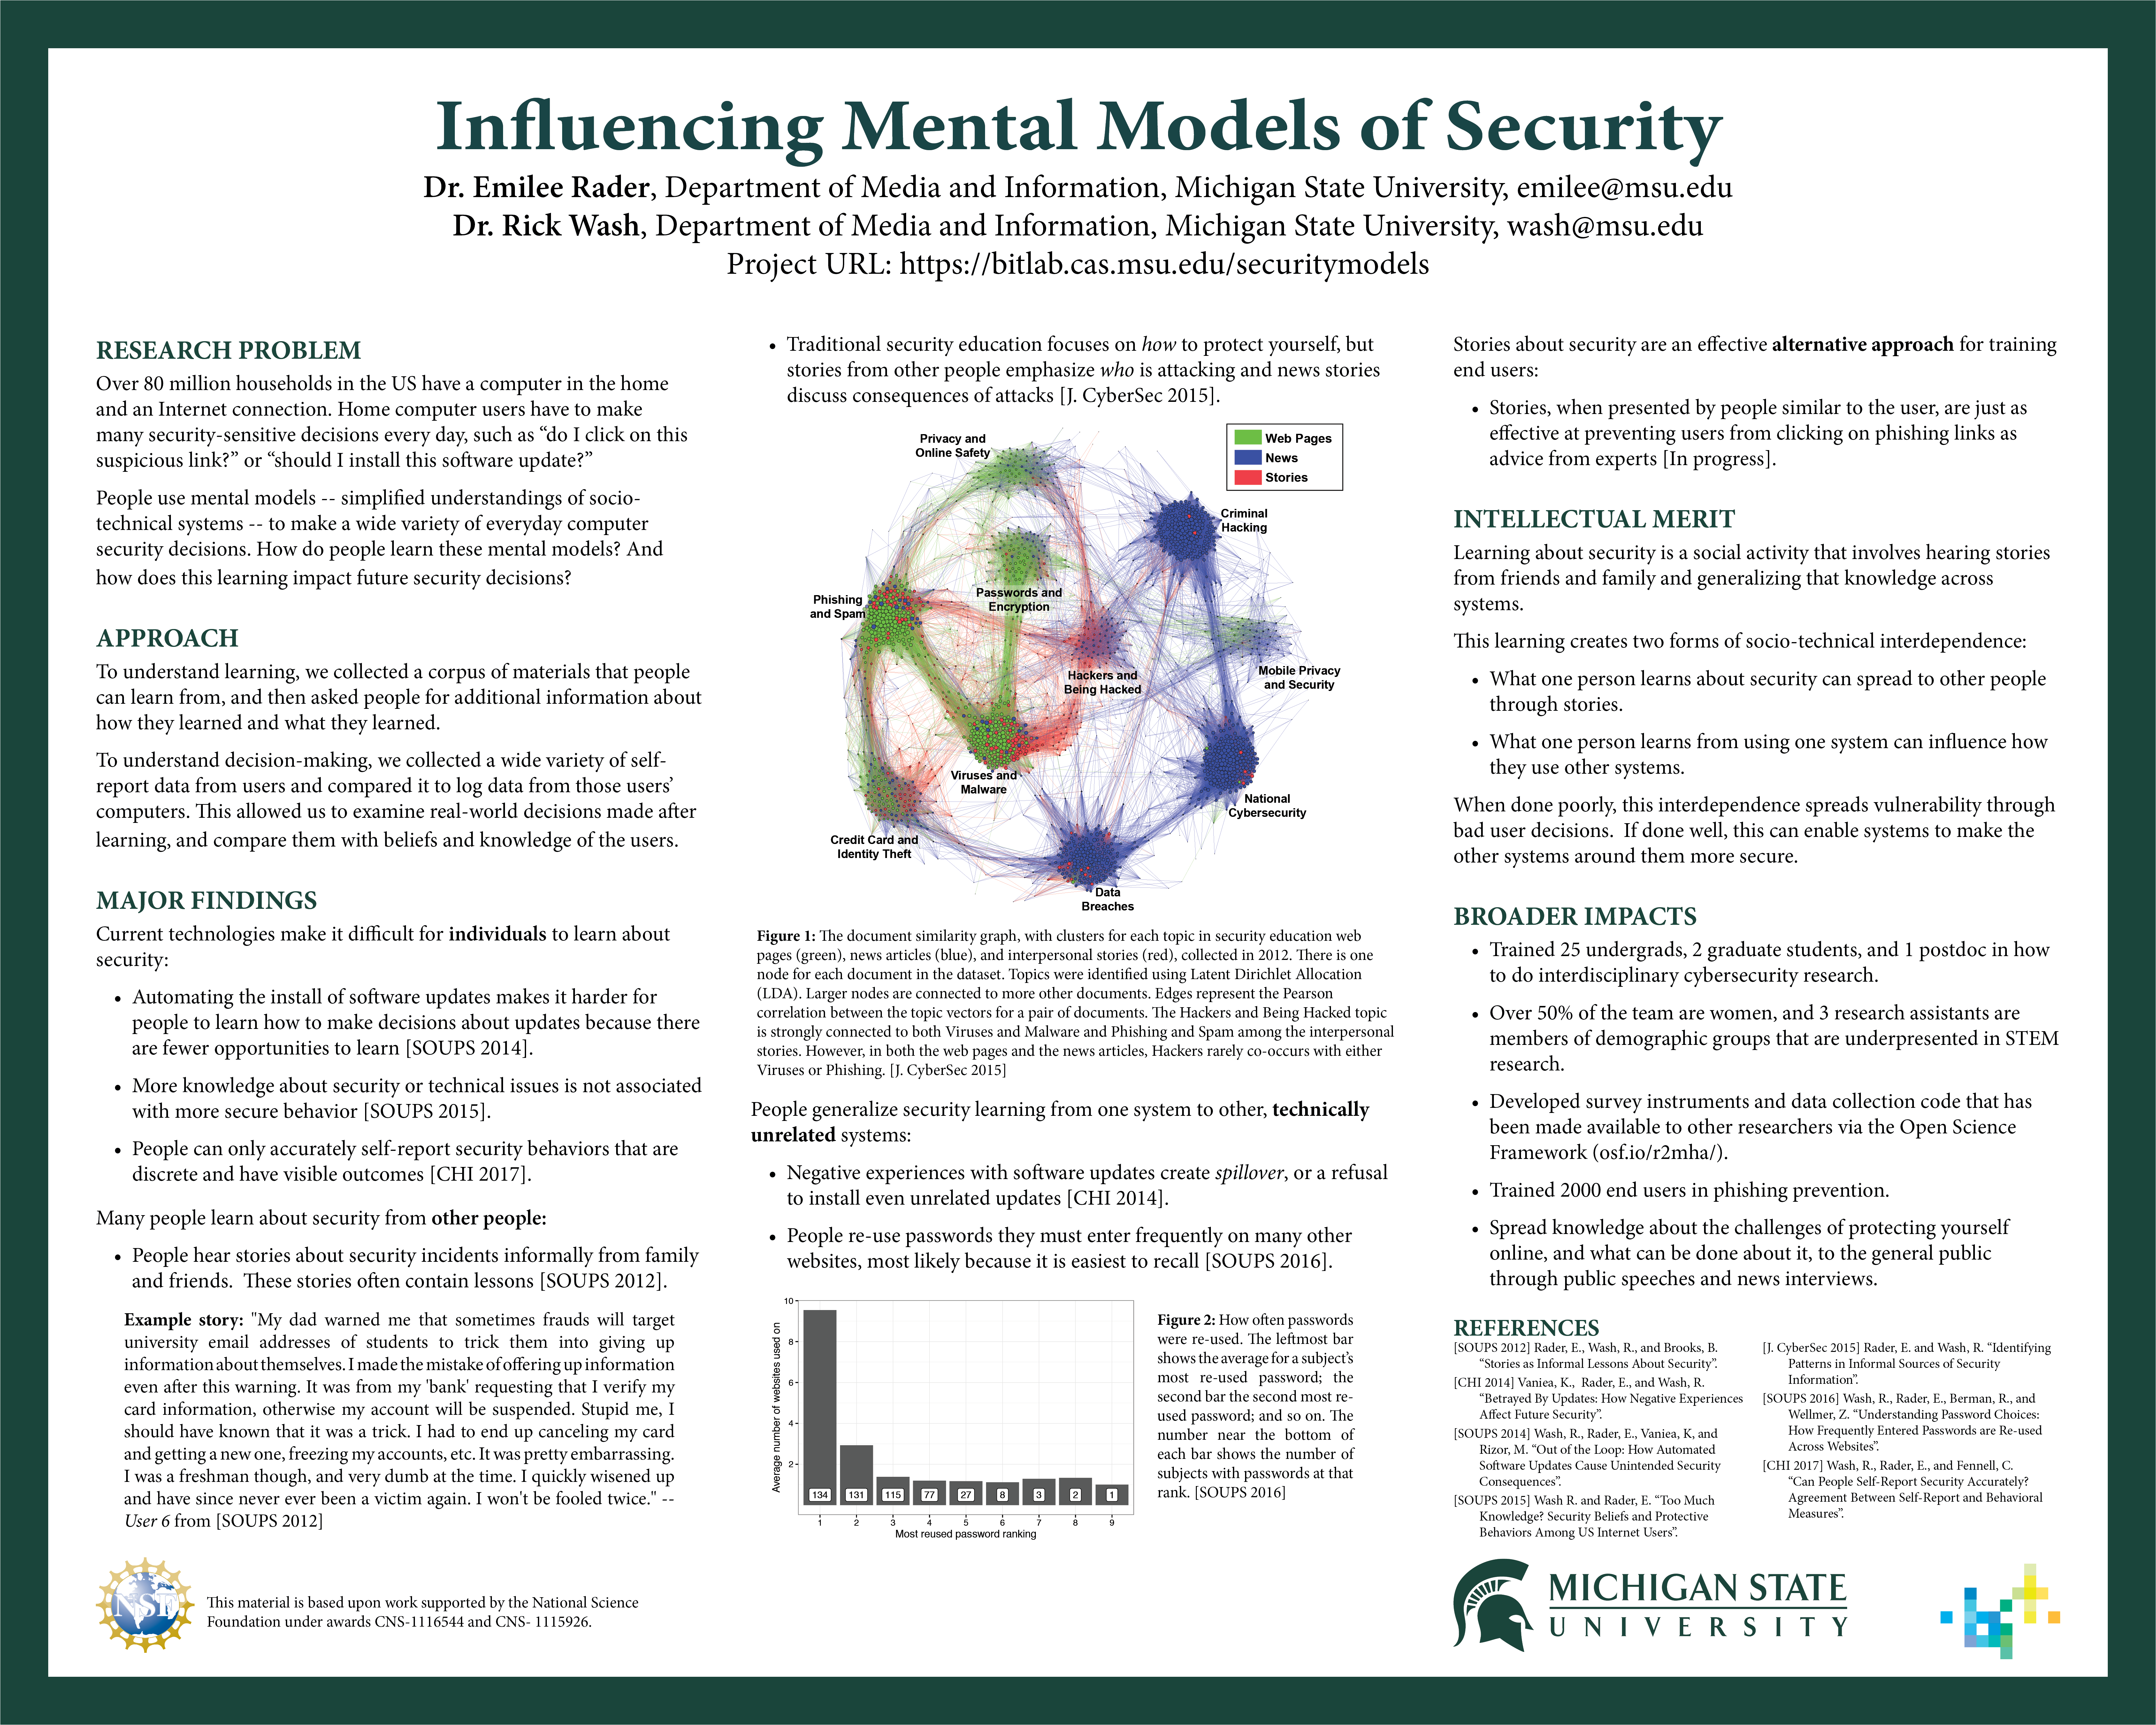 Influencing Mental Models of Security
Dr. Emilee Rader, Department of Media and Information, Michigan State University, emilee@msu.edu
Dr. Rick Wash, Department of Media and Information, Michigan State University, wash@msu.edu
Project URL: https://bitlab.cas.msu.edu/securitymodels
RESEARCH PROBLEM
Over 80 million households in the US have a computer in the home
and an Internet connection. Home computer users have to make
many security-sensitive decisions every day, such as “do I click on this
suspicious link?” or “should I install this software update?”
People use mental models -- simplified understandings of socio-
technical systems -- to make a wide variety of everyday computer
security decisions. How do people learn these mental models? And
how does this learning impact future security decisions?
APPROACH
To understand learning, we collected a corpus of materials that people
can learn from, and then asked people for additional information about
how they learned and what they learned.
To understand decision-making, we collected a wide variety of self-
report data from users and compared it to log data from those users’
computers. This allowed us to examine real-world decisions made after
learning, and compare them with beliefs and knowledge of the users.
MAJOR FINDINGS
Current technologies make it difficult for individuals to learn about
security:
• Automating the install of software updates makes it harder for
people to learn how to make decisions about updates because there
are fewer opportunities to learn [SOUPS 2014].
• More knowledge about security or technical issues is not associated
with more secure behavior [SOUPS 2015].
• People can only accurately self-report security behaviors that are
discrete and have visible outcomes [CHI 2017].
Many people learn about security from other people:
• People hear stories about security incidents informally from family
and friends.  These stories often contain lessons [SOUPS 2012].
Example story: "My dad warned me that sometimes frauds will target
university email addresses of students to trick them into giving up
information about themselves. I made the mistake of offering up information
even after this warning. It was from my 'bank' requesting that I verify my
card information, otherwise my account will be suspended. Stupid me, I
should have known that it was a trick. I had to end up canceling my card
and getting a new one, freezing my accounts, etc. It was pretty embarrassing.
I was a freshman though, and very dumb at the time. I quickly wisened up
and have since never ever been a victim again. I won't be fooled twice." --
User 6 from [SOUPS 2012]
NSF
This material is based upon work supported by the National Science
Foundation under awards CNS-1116544 and CNS- 1115926.
• Traditional security education focuses on how to protect yourself, but
stories from other people emphasize who is attacking and news stories
discuss consequences of attacks [J. CyberSec 2015].
Web Pages
News
Stories
Privacy and
Online Safety
Criminal
Hacking
Passwords and
Encryption
Phishing
and Spam
Hackers and
Being Hacked
Mobile Privacy
and Security
Viruses and
Malware
National
Cybersecurity
Credit Card and
Identity Theft
Data
Breaches
Figure 1: The document similarity graph, with clusters for each topic in security education web
pages (green), news articles (blue), and interpersonal stories (red), collected in 2012. There is one
node for each document in the dataset. Topics were identified using Latent Dirichlet Allocation
(LDA). Larger nodes are connected to more other documents. Edges represent the Pearson
correlation between the topic vectors for a pair of documents. The Hackers and Being Hacked topic
is strongly connected to both Viruses and Malware and Phishing and Spam among the interpersonal
stories. However, in both the web pages and the news articles, Hackers rarely co-occurs with either
Viruses or Phishing. [J. CyberSec 2015]
People generalize security learning from one system to other, technically
unrelated systems:
• Negative experiences with software updates create spillover, or a refusal
to install even unrelated updates [CHI 2014].
• People re-use passwords they must enter frequently on many other
websites, most likely because it is easiest to recall [SOUPS 2016].
Average number of websites used on
10
8
6
4
2
134 131 115 77 27 8 3 2 1
1 2 3 4 5 6 7 8 9
Most reused password ranking
Figure 2: How often passwords
were re-used. The leftmost bar
shows the average for a subject’s
most re-used password; the
second bar the second most re-
used password; and so on. The
number near the bottom of
each bar shows the number of
subjects with passwords at that
rank. [SOUPS 2016]
Stories about security are an effective alternative approach for training
end users:
• Stories, when presented by people similar to the user, are just as
effective at preventing users from clicking on phishing links as
advice from experts [In progress].
INTELLECTUAL MERIT
Learning about security is a social activity that involves hearing stories
from friends and family and generalizing that knowledge across
systems.
This learning creates two forms of socio-technical interdependence:
• What one person learns about security can spread to other people
through stories.
• What one person learns from using one system can influence how
they use other systems.
When done poorly, this interdependence spreads vulnerability through
bad user decisions.  If done well, this can enable systems to make the
other systems around them more secure.
BROADER IMPACTS
• Trained 25 undergrads, 2 graduate students, and 1 postdoc in how
to do interdisciplinary cybersecurity research.
• Over 50% of the team are women, and 3 research assistants are
members of demographic groups that are underpresented in STEM
research.
• Developed survey instruments and data collection code that has
been made available to other researchers via the Open Science
Framework (osf.io/r2mha/).
• Trained 2000 end users in phishing prevention.
• Spread knowledge about the challenges of protecting yourself
online, and what can be done about it, to the general public
through public speeches and news interviews.
REFERENCES
[SOUPS 2012] Rader, E., Wash, R., and Brooks, B.
“Stories as Informal Lessons About Security”.
[CHI 2014] Vaniea, K.,  Rader, E., and Wash, R.
“Betrayed By Updates: How Negative Experiences
Affect Future Security”.
[SOUPS 2014] Wash, R., Rader, E., Vaniea, K, and
Rizor, M. “Out of the Loop: How Automated
Software Updates Cause Unintended Security
Consequences”.
[SOUPS 2015] Wash R. and Rader, E. “Too Much
Knowledge? Security Beliefs and Protective
Behaviors Among US Internet Users”.
[J. CyberSec 2015] Rader, E. and Wash, R. “Identifying
Patterns in Informal Sources of Security
Information”.
[SOUPS 2016] Wash, R., Rader, E., Berman, R., and
Wellmer, Z. “Understanding Password Choices:
How Frequently Entered Passwords are Re-used
Across Websites”.
[CHI 2017] Wash, R., Rader, E., and Fennell, C.
“Can People Self-Report Security Accurately?
Agreement Between Self-Report and Behavioral
Measures”.
MICHIGAN STATE
UNIVERSITY